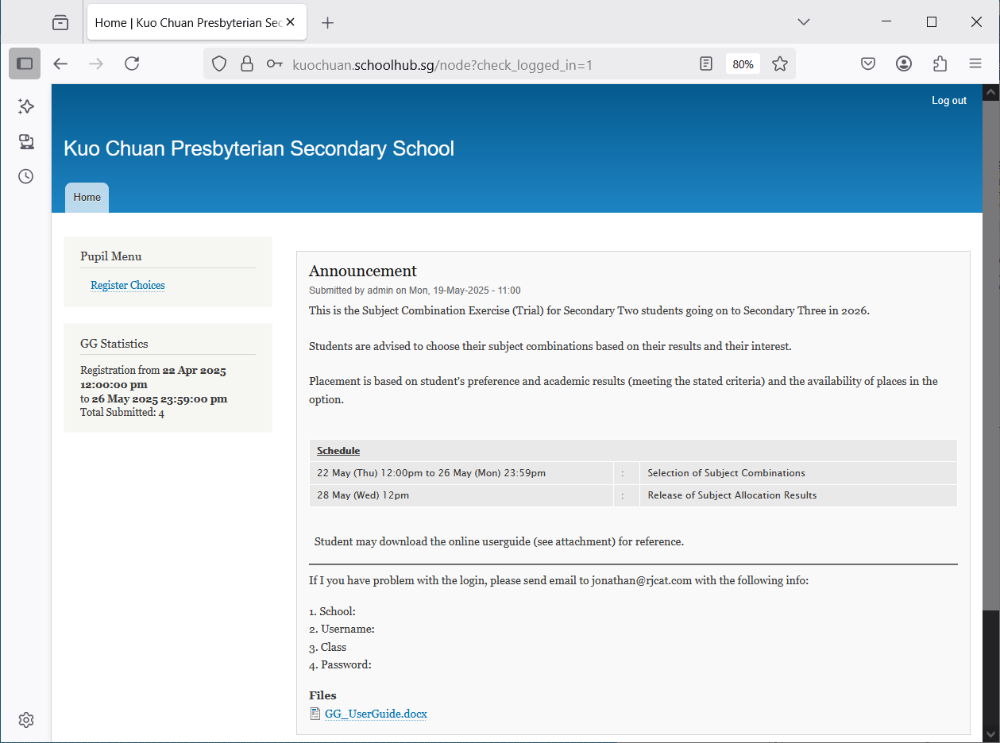 Home | Kuo Chuan Presbyterian Sec
kuochuan.schoolhub.sg/node?check_logged_in=1
80%
Log out
Kuo Chuan Presbyterian Secondary School
Home
Pupil Menu
Register Choices
GG Statistics
Registration from 22 Apr 2025
12:00:00 pm
to 26 May 2025 23:59:00 pm
Total Submitted: 4
Announcement
Submitted by admin on Mon, 19-May-2025 - 11:00
This is the Subject Combination Exercise (Trial) for Secondary Two students going on to Secondary Three in 2026.
Students are advised to choose their subject combinations based on their results and their interest.
Placement is based on student's preference and academic results (meeting the stated criteria) and the availability of places in the
option.
Schedule
22 May (Thu) 12:00pm to 26 May (Mon) 23:59pm : Selection of Subject Combinations
28 May (Wed) 12pm : Release of Subject Allocation Results
Student may download the online userguide (see attachment) for reference.
If I you have problem with the login, please send email to jonathan@rjcat.com with the following info:
1. School:
2. Username:
3. Class
4. Password:
Files
GG_UserGuide.docx